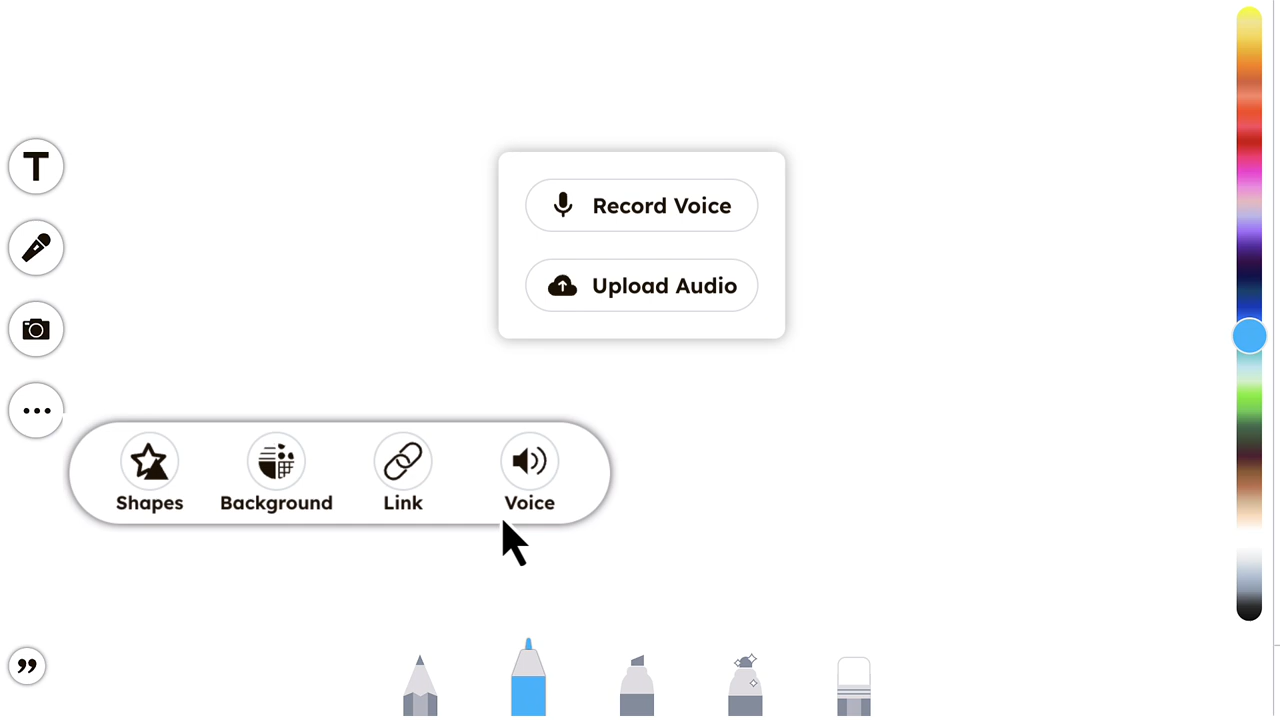 T
Record Voice
Upload Audio
Shapes
Background
Link
Voice
”